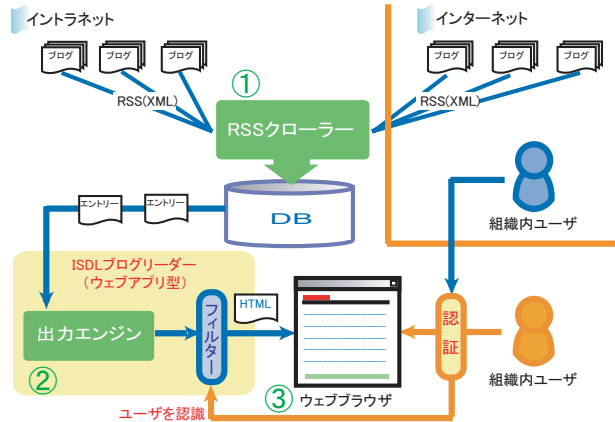 イントラネット
インターネット
ブログ
ブログ
ブログ
ブログ
ブログ
ブログ
RSS(XML)
RSS(XML)
①
RSSクローラー
DB
エントリー
エントリー
組織内ユーザ
ISDLブログリーダー
（ウェブアプリ型）
HTML
フィルター
出力エンジン
認証
②
③
ウェブブラウザ
組織内ユーザ
ユーザを認識